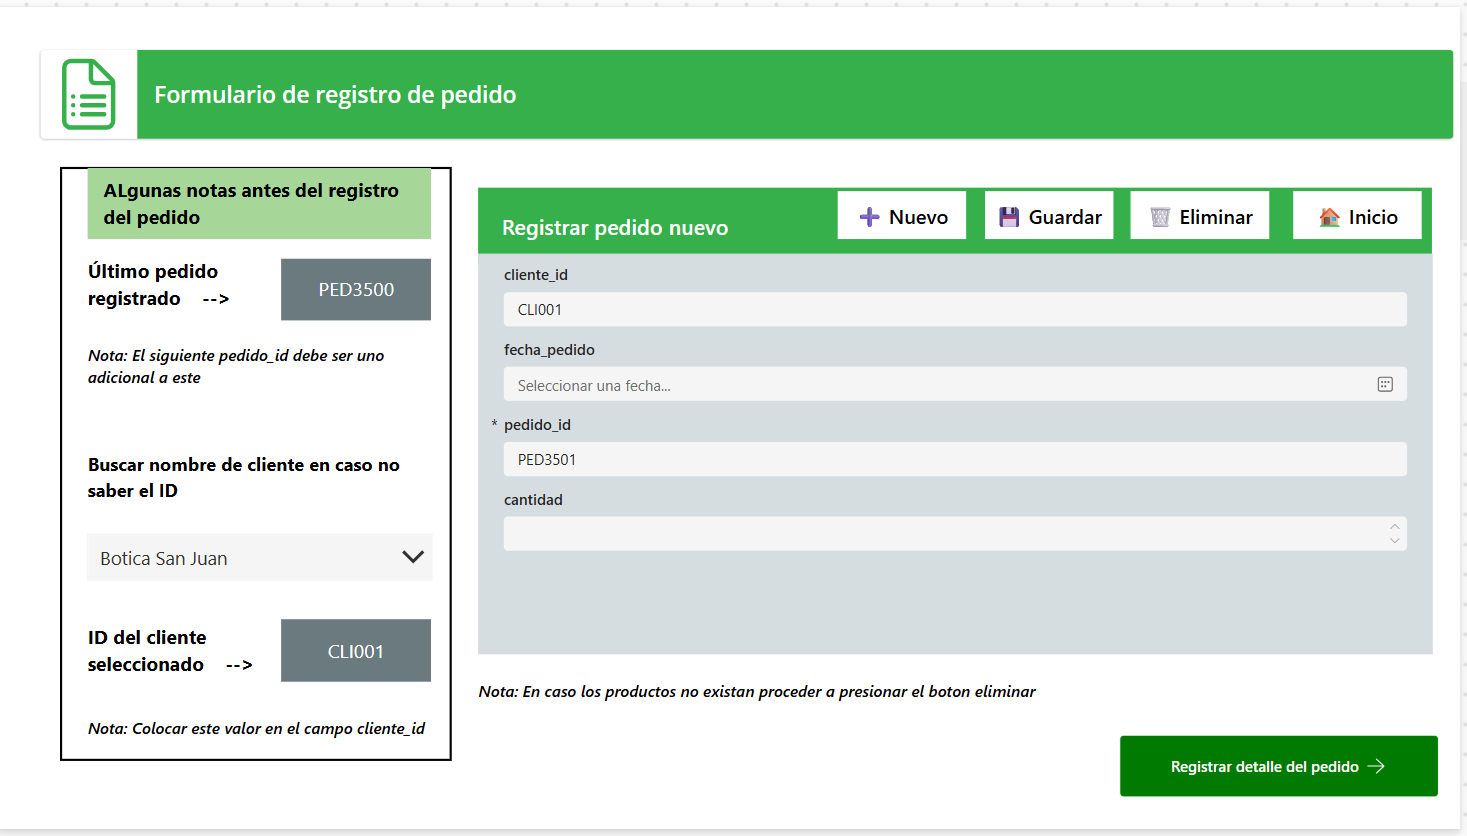 Formulario de registro de pedido
ALgunas notas antes del registro
del pedido
Último pedido
registrado -->
PED3500
Nota: El siguiente pedido_id debe ser uno
adicional a este
Buscar nombre de cliente en caso no
saber el ID
Botica San Juan
ID del cliente
seleccionado -->
CLI001
Nota: Colocar este valor en el campo cliente_id
Registrar pedido nuevo
Nuevo
Guardar
Eliminar
Inicio
cliente_id
CLI001
fecha_pedido
Seleccionar una fecha...
* pedido_id
PED3501
cantidad
Nota: En caso los productos no existan proceder a presionar el boton eliminar
Registrar detalle del pedido